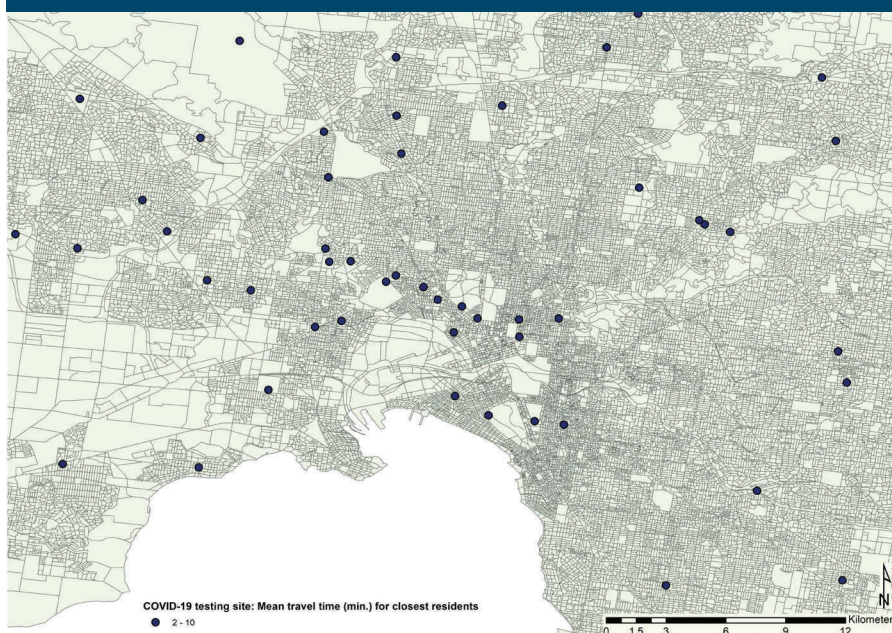 COVID-19 testing site: Mean travel time (min.) for closest residents
2 - 10
N
Kilometers
0 1.5 3 6 9 12